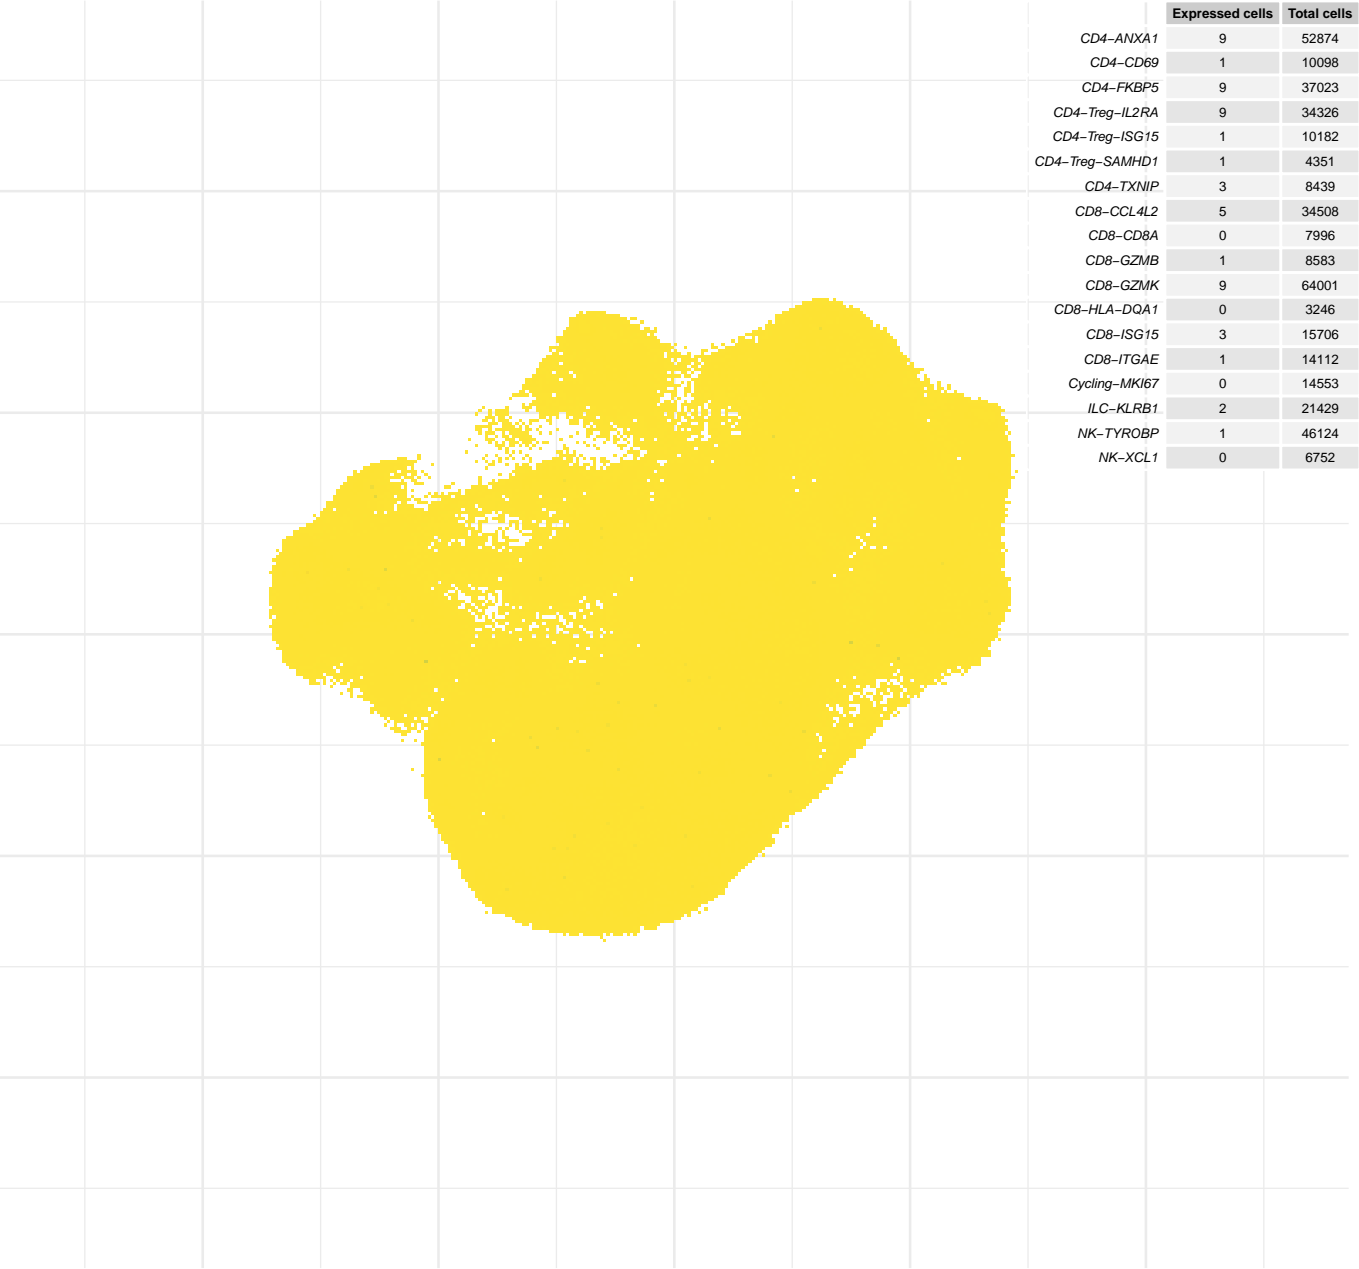 Expressed cells Total cells
CD4−ANXA1 9 52874
CD4−CD69 1 10098
CD4−FKBP5 9 37023
CD4−Treg−IL2RA 9 34326
CD4−Treg−ISG15 1 10182
CD4−Treg−SAMHD1 1 4351
CD4−TXNIP 3 8439
CD8−CCL4L2 5 34508
CD8−CD8A 0 7996
CD8−GZMB 1 8583
CD8−GZMK 9 64001
CD8−HLA−DQA1 0 3246
CD8−ISG15 3 15706
CD8−ITGAE 1 14112
Cycling−MKI67 0 14553
ILC−KLRB1 2 21429
NK−TYROBP 1 46124
NK−XCL1 0 6752